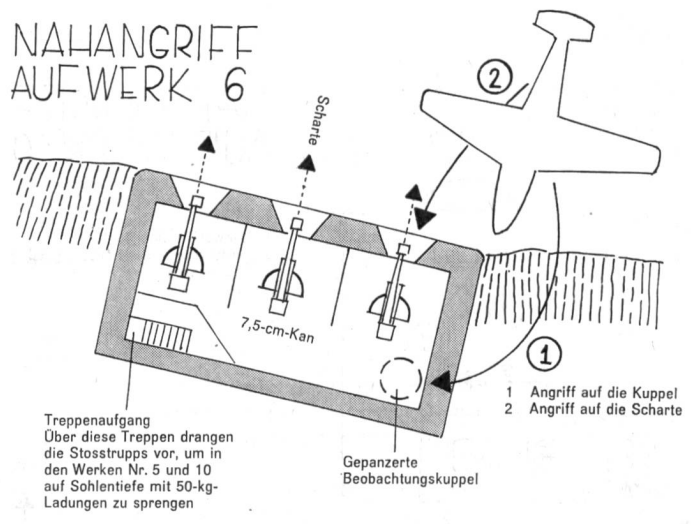 NAHANGRIFF
AUF WERK 6
Scharte
2
7,5-cm-Kan
1
1 Angriff auf die Kuppel
2 Angriff auf die Scharte
Treppenaufgang
Über diese Treppen drangen
die Stosstrupps vor, um in
den Werken Nr. 5 und 10
auf Sohlentiefe mit 50-kg-
Ladungen zu sprengen
Gepanzerte
Beobachtungskuppel